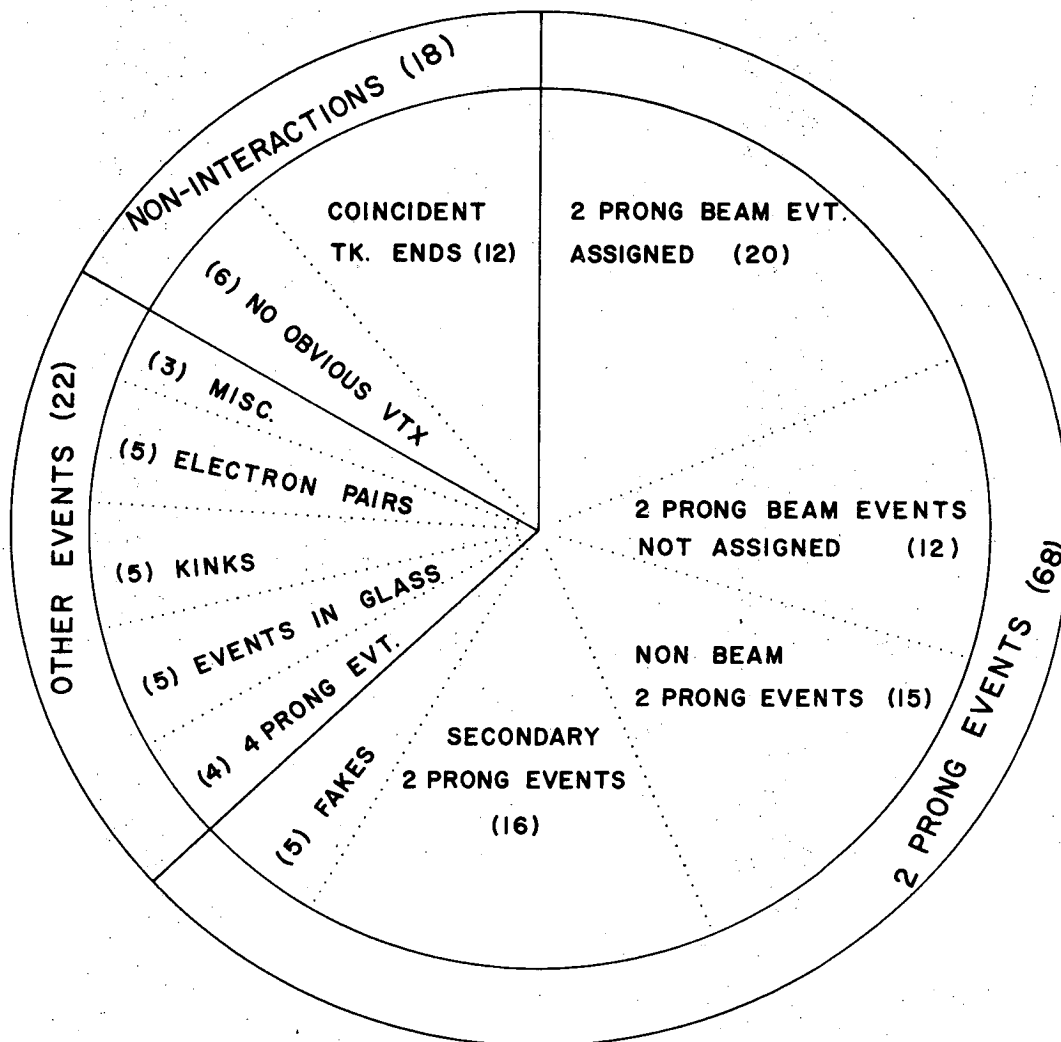 NON-INTERACTIONS (18)
COINCIDENT
TK. ENDS (12)
2 PRONG BEAM EVT.
ASSIGNED (20)
(6) NO OBVIOUS VTX
(3) MISC.
(5) ELECTRON PAIRS
(5) KINKS
(5) EVENTS IN GLASS
(4) 4 PRONG EVT.
OTHER EVENTS (22)
2 PRONG BEAM EVENTS
NOT ASSIGNED (12)
NON BEAM
2 PRONG EVENTS (15)
SECONDARY
2 PRONG EVENTS
(16)
(5) FAKES
2 PRONG EVENTS (68)